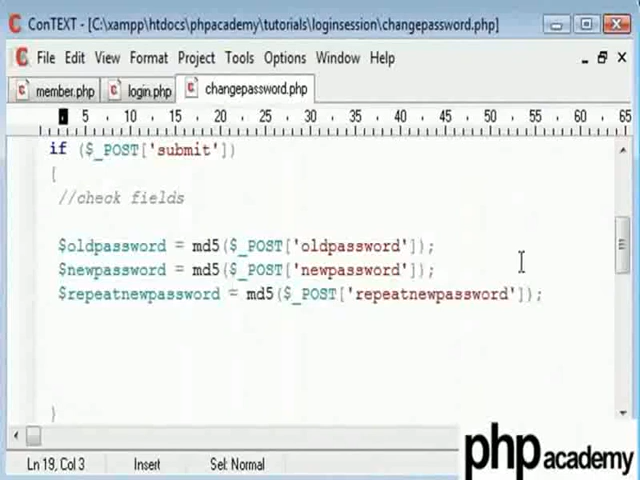 ConTEXT - [C:\xampp\htdocs\phpacademy\tutorials\loginsession\changepassword.php]
File Edit View Format Project Tools Options Window Help
member.php login.php changepassword.php
5 10 15 20 25 30 35 40 45 50 55 60 65
if ($_POST['submit'])
{
//check fields
$oldpassword = md5($_POST['oldpassword']);
$newpassword = md5($_POST['newpassword']);
$repeatnewpassword = md5($_POST['repeatnewpassword']);
}
Ln 19, Col 3 Insert Sel: Normal
php academy